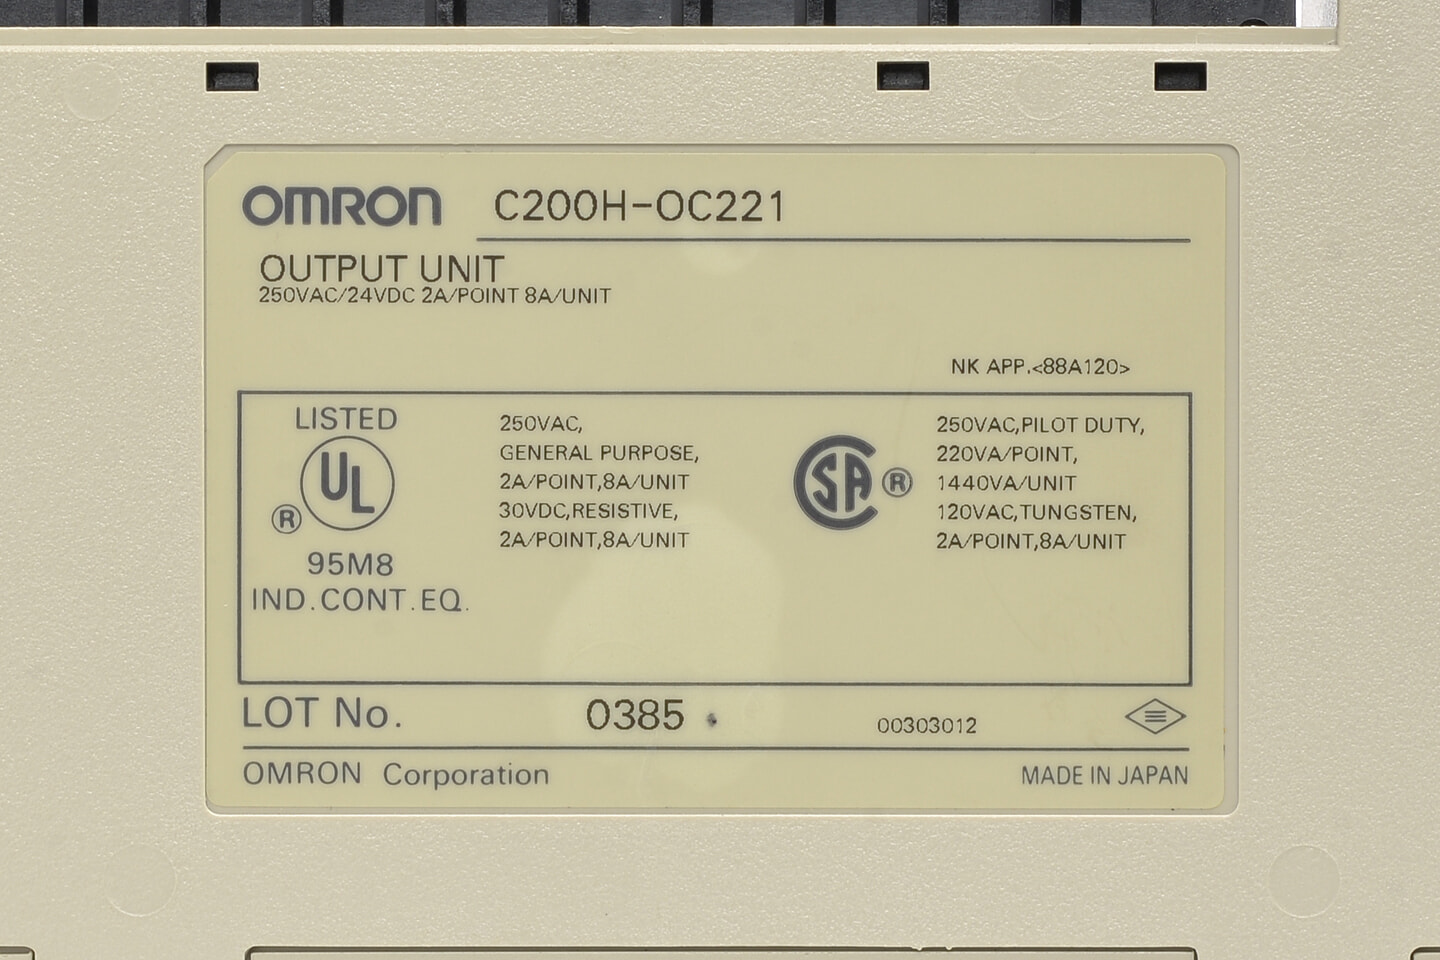 OMRON C200H-OC221
OUTPUT UNIT
250VAC/24VDC 2A/POINT 8A/UNIT
NK APP.<88A120>
LISTED
UL
®
95M8
IND.CONT.EQ.
250VAC,
GENERAL PURPOSE,
2A/POINT,8A/UNIT
30VDC,RESISTIVE,
2A/POINT,8A/UNIT
CSA ®
250VAC,PILOT DUTY,
220VA/POINT,
1440VA/UNIT
120VAC,TUNGSTEN,
2A/POINT,8A/UNIT
LOT No. 0385 . 00303012
OMRON Corporation MADE IN JAPAN